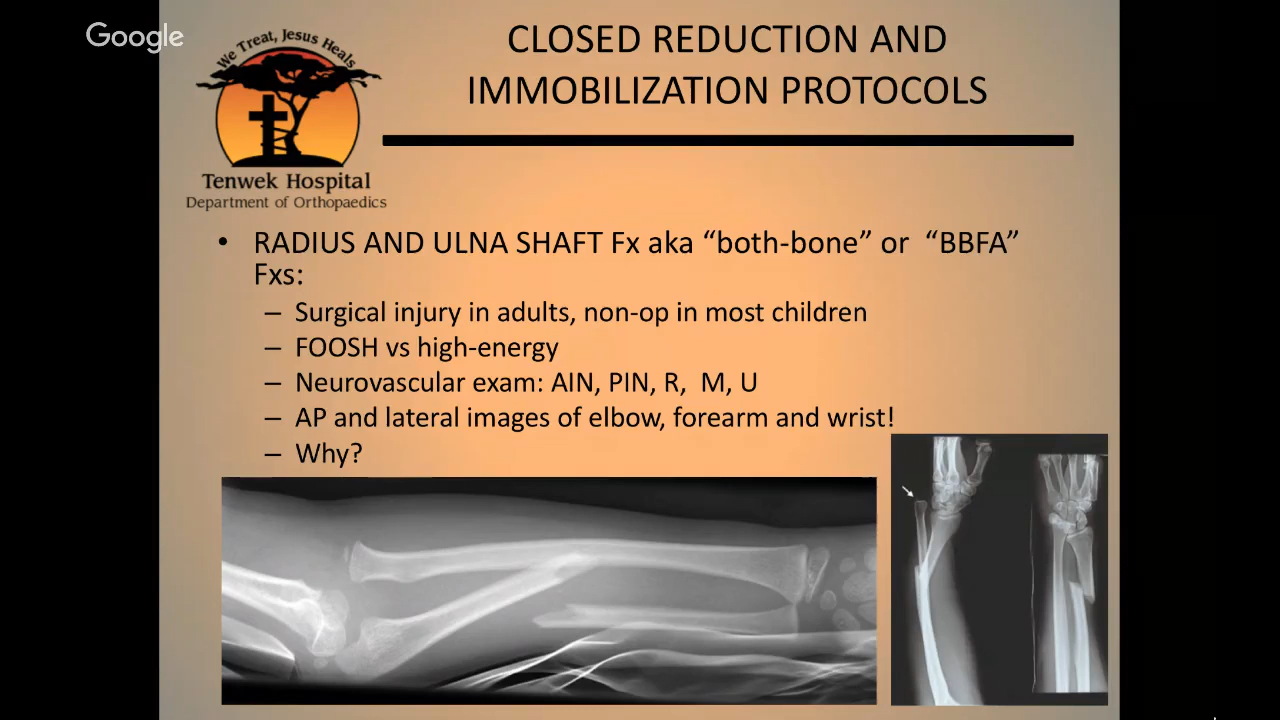 Google
We Treat, Jesus Heals
Tenwek Hospital
Department of Orthopaedics
CLOSED REDUCTION AND
IMMOBILIZATION PROTOCOLS
• RADIUS AND ULNA SHAFT Fx aka “both-bone” or “BBFA”
Fxs:
– Surgical injury in adults, non-op in most children
– FOOSH vs high-energy
– Neurovascular exam: AIN, PIN, R, M, U
– AP and lateral images of elbow, forearm and wrist!
– Why?